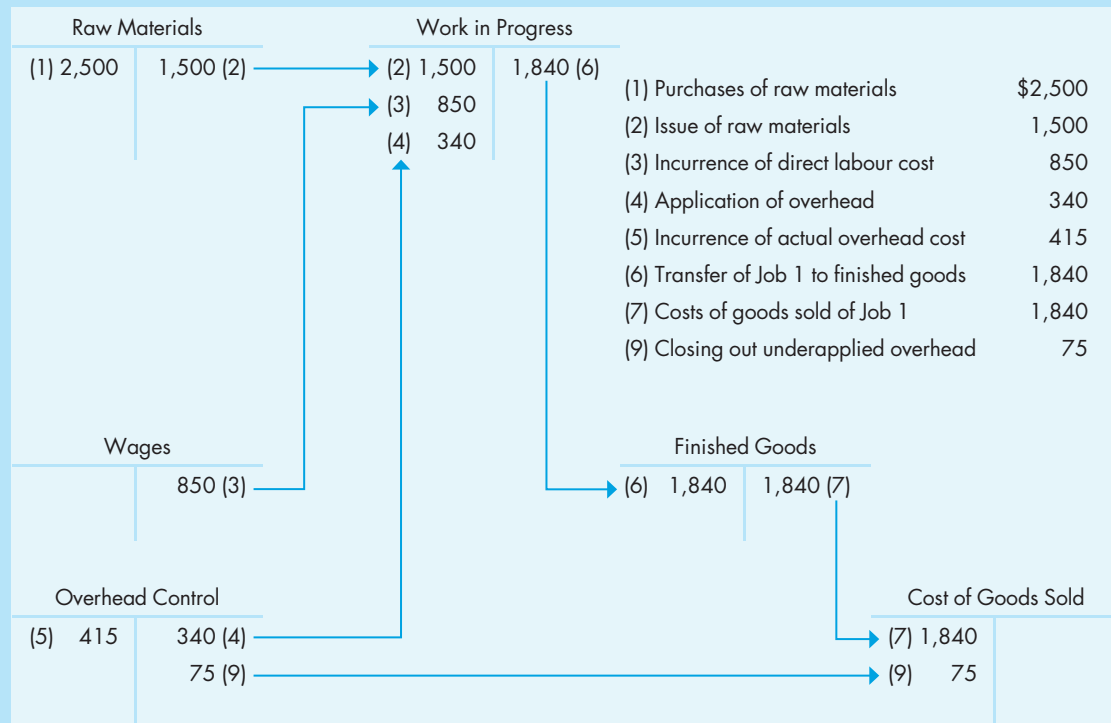 Raw Materials
Work in Progress
(1) 2,500 1,500 (2)
(2) 1,500 1,840 (6)
(3) 850
(4) 340
(1) Purchases of raw materials $2,500
(2) Issue of raw materials 1,500
(3) Incurrence of direct labour cost 850
(4) Application of overhead 340
(5) Incurrence of actual overhead cost 415
(6) Transfer of Job 1 to finished goods 1,840
(7) Costs of goods sold of Job 1 1,840
(9) Closing out underapplied overhead 75
Wages
850 (3)
Finished Goods
(6) 1,840 1,840 (7)
Overhead Control
(5) 415 340 (4)
75 (9)
Cost of Goods Sold
(7) 1,840
(9) 75